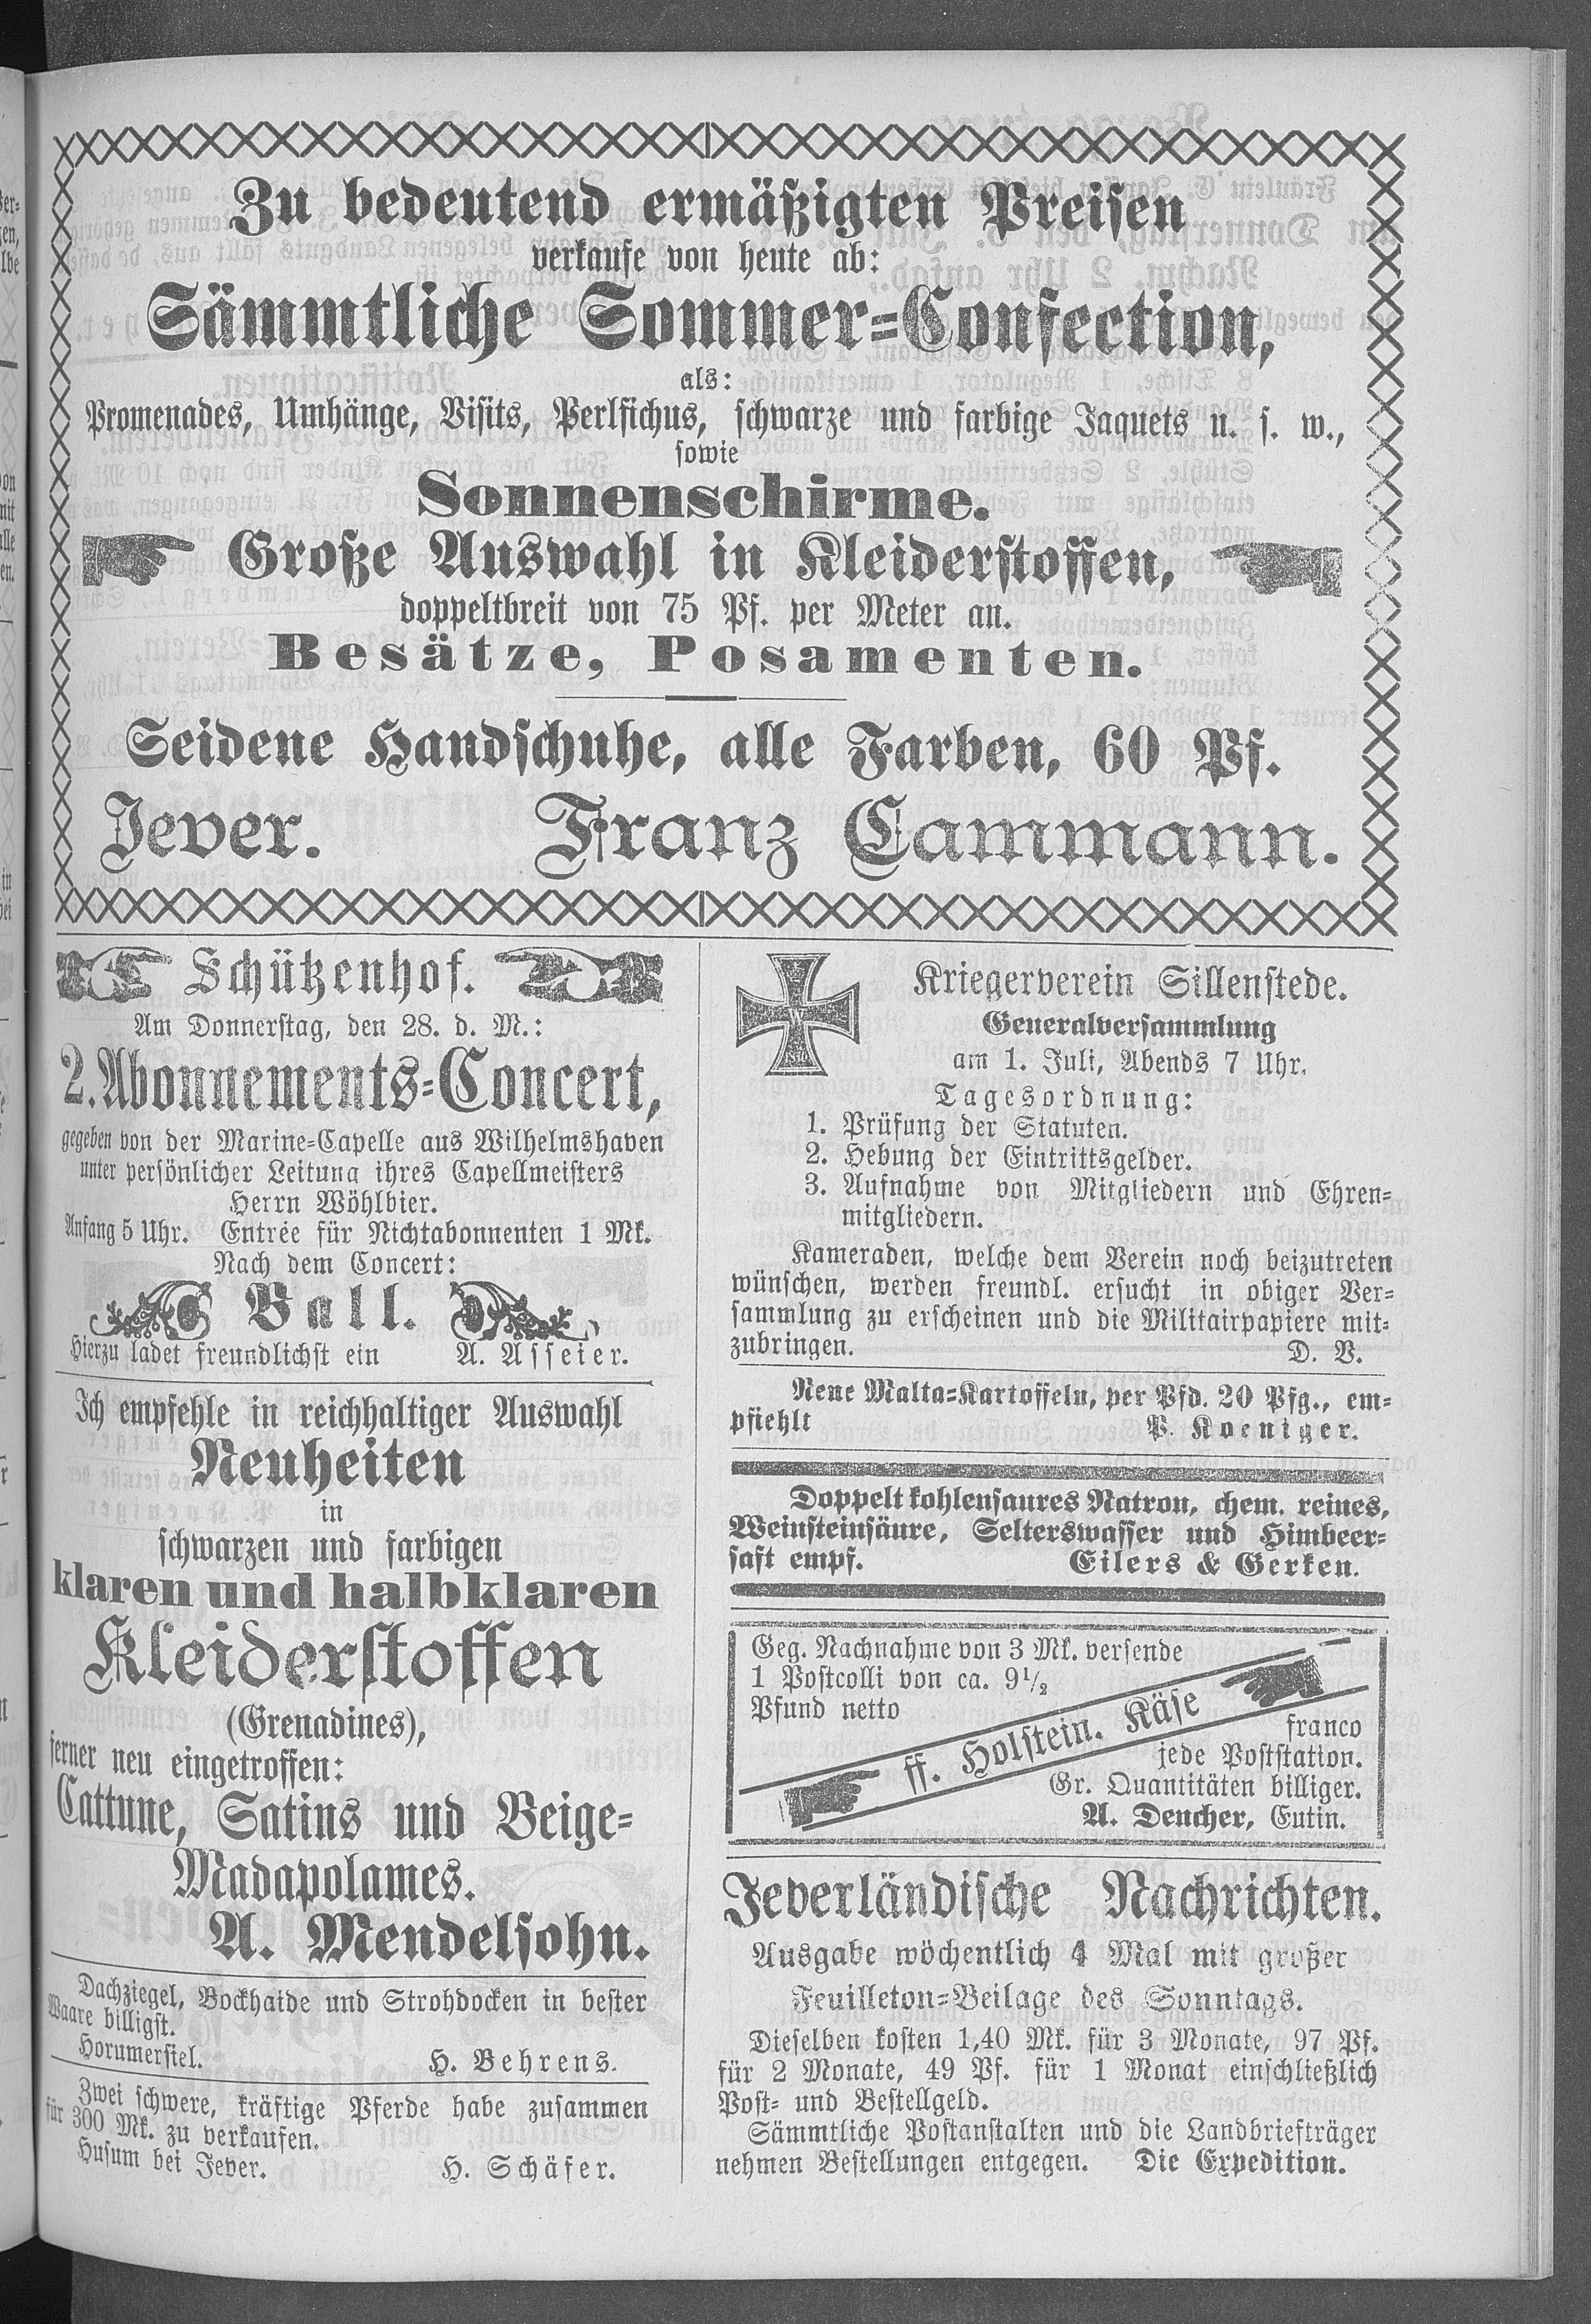 Zu bedeutend ermäßigten Preisen
verkaufe von heute ab:
Sämmtliche Sommer=Confection,
als:
Promenades, Umhänge, Visits, Perlfichus, schwarze und farbige Jaquets u. s. w.,
sowie
Sonnenschirme.
Große Auswahl in Kleiderstoffen,
doppeltbreit von 75 Pf. per Meter an.
Besätze, Posamenten.
Seidene Handschuhe, alle Farben, 60 Pf.
Jever. Franz Cammann.
Schützenhof.
Am Donnerstag, den 28. d. M.:
2. Abonnements=Concert,
gegeben von der Marine=Capelle aus Wilhelmshaven
unter persönlicher Leitung ihres Capellmeisters
Herrn Wöhlbier.
Anfang 5 Uhr. Entrée für Nichtabonnenten 1 Mk.
Nach dem Concert:
Ball.
Hierzu ladet freundlichst ein A. Asseier.
Ich empfehle in reichhaltiger Auswahl
Neuheiten
in
schwarzen und farbigen
klaren und halbklaren
Kleiderstoffen
(Grenadines),
ferner neu eingetroffen:
Cattune, Satins und Beige=
Madapolames.
A. Mendelsohn.
Dachziegel, Bockhaide und Strohdocken in bester
Waare billigst.
Horumersiel. H. Behrens.
Zwei schwere, kräftige Pferde habe zusammen
für 300 Mk. zu verkaufen.
Husum bei Jever. H. Schäfer.
Kriegerverein Sillenstede.
Generalversammlung
am 1. Juli, Abends 7 Uhr.
Tagesordnung:
1. Prüfung der Statuten.
2. Hebung der Eintrittsgelder.
3. Aufnahme von Mitgliedern und Ehren=
mitgliedern.
Kameraden, welche dem Verein noch beizutreten
wünschen, werden freundl. ersucht in obiger Ver=
sammlung zu erscheinen und die Militairpapiere mit=
zubringen. D. V.
Neue Malta=Kartoffeln, per Pfd. 20 Pfg., em=
pfiehlt P. Koeniger.
Doppelt kohlensaures Natron, chem. reines,
Weinsteinsäure, Selterswasser und Himbeer=
saft empf. Eilers & Gerken.
Geg. Nachnahme von 3 Mk. versende
1 Postcolli von ca. 9½
Pfund netto
ff. Holstein. Käse
franco
jede Poststation.
Gr. Quantitäten billiger.
A. Dencher, Eutin.
Jeverländische Nachrichten.
Ausgabe wöchentlich 4 Mal mit großer
Feuilleton=Beilage des Sonntags.
Dieselben kosten 1,40 Mk. für 3 Monate, 97 Pf.
für 2 Monate, 49 Pf. für 1 Monat einschließlich
Post= und Bestellgeld.
Sämmtliche Postanstalten und die Landbriefträger
nehmen Bestellungen entgegen. Die Expedition.